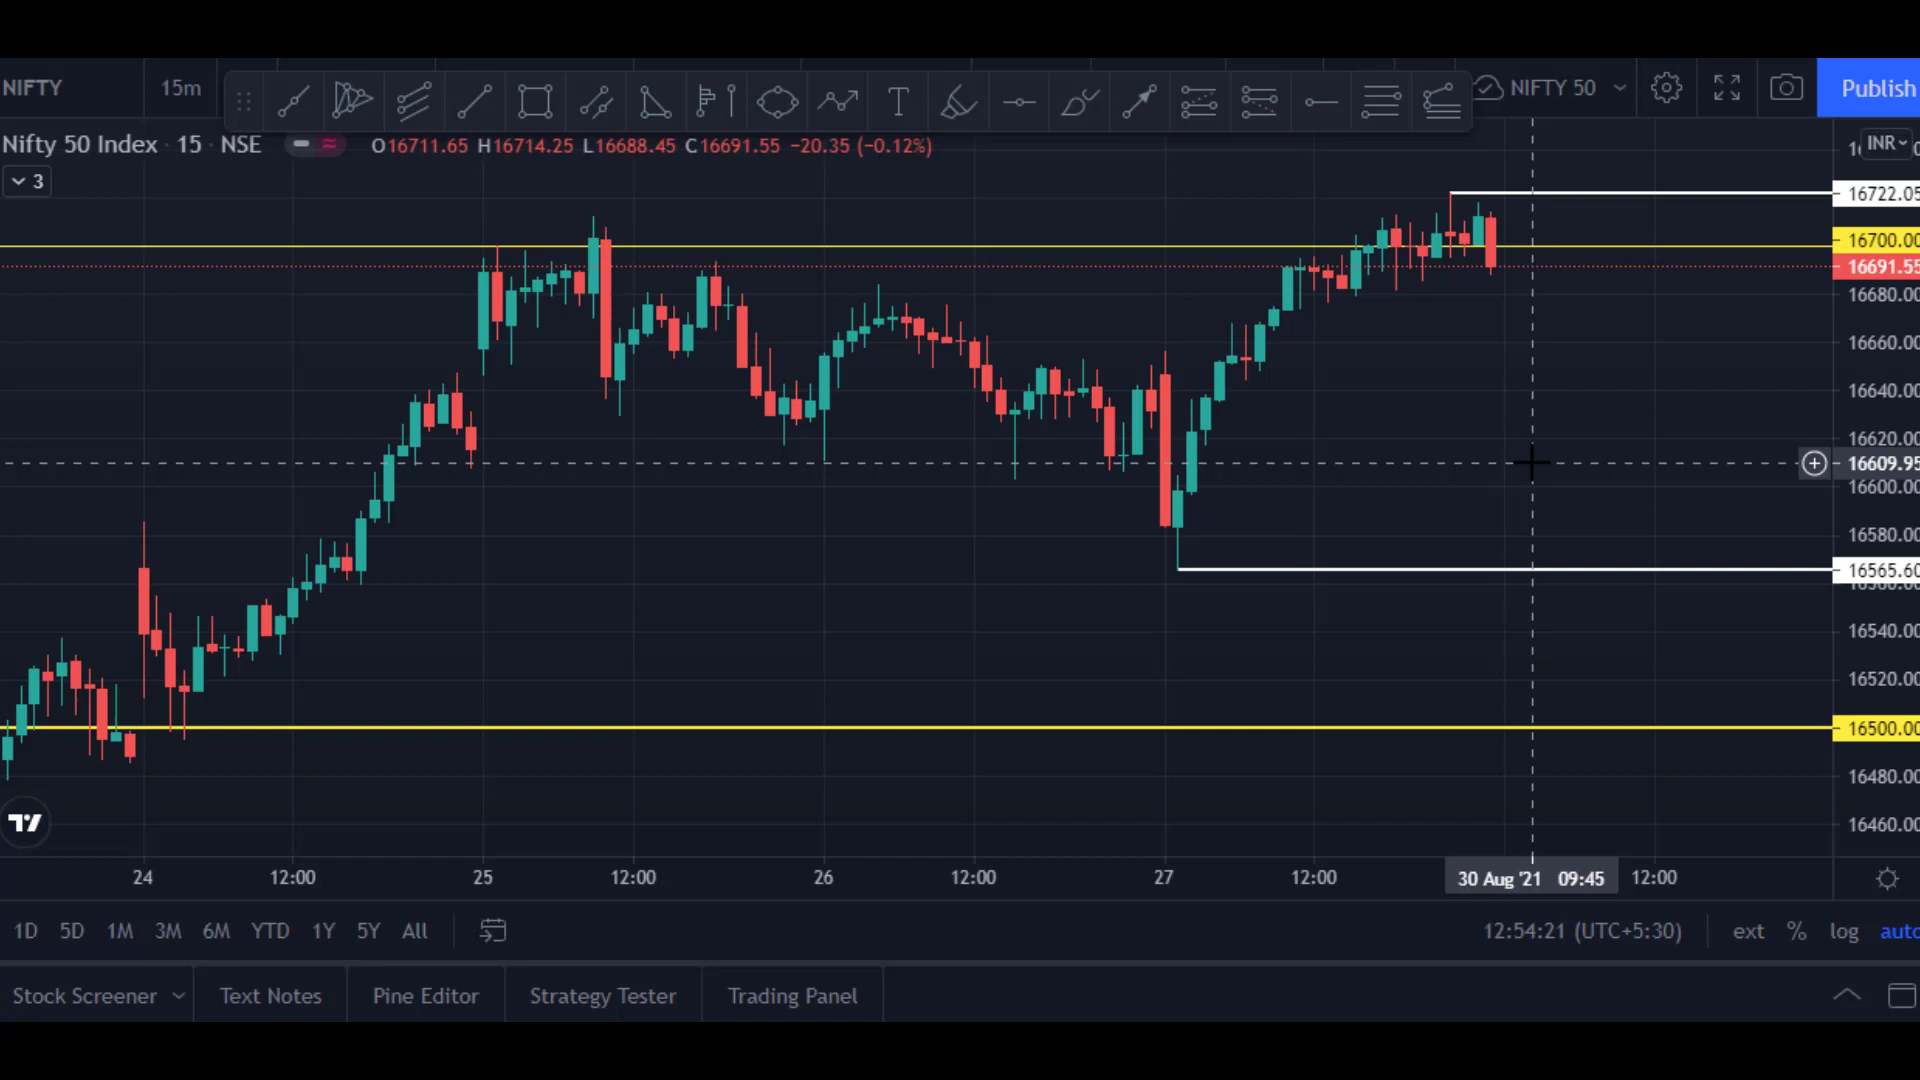 NIFTY 15m NIFTY 50 Publish
Nifty 50 Index · 15 · NSE O16711.65 H16714.25 L16688.45 C16691.55 −20.35 (−0.12%)
INR
3
16722.05
16700.00
16691.55
16680.00
16660.00
16640.00
16620.00
16609.95
16600.00
16580.00
16565.60
16540.00
16520.00
16500.00
16480.00
16460.00
24 12:00 25 12:00 26 12:00 27 12:00 30 Aug '21 09:45 12:00
1D 5D 1M 3M 6M YTD 1Y 5Y All 12:54:21 (UTC+5:30) ext % log auto
Stock Screener Text Notes Pine Editor Strategy Tester Trading Panel